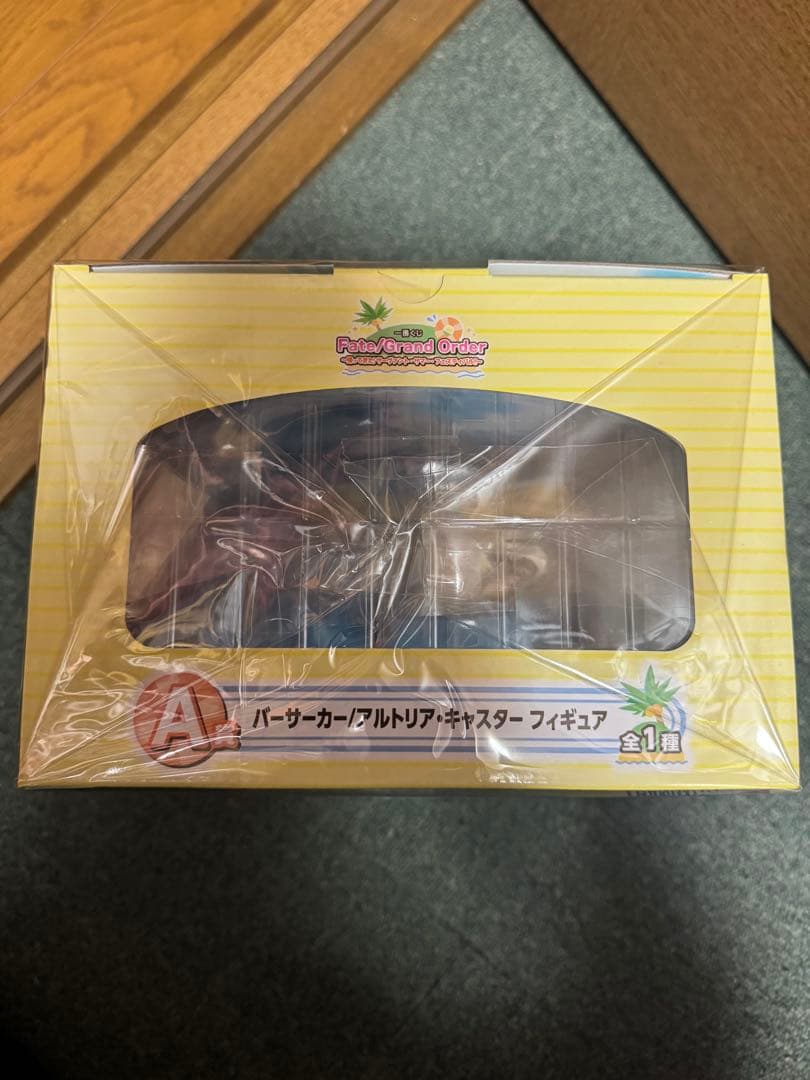 一番くじ
Fate/Grand Order
A賞
バーサーカー/アルトリア・キャスター フィギュア
全1種